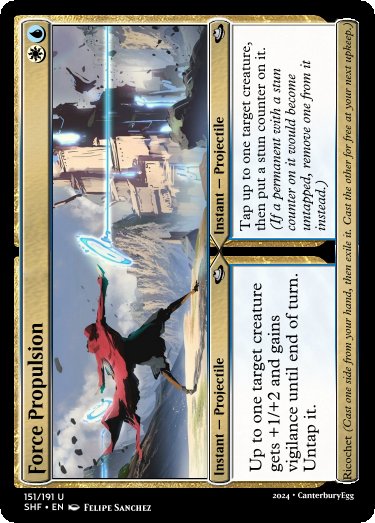 Force Propulsion
Instant — Projectile
Up to one target creature
gets +1/+2 and gains
vigilance until end of turn.
Untap it.
Instant — Projectile
Tap up to one target creature,
then put a stun counter on it.
(If a permanent with a stun
counter on it would become
untapped, remove one from it
instead.)
Ricochet (Cast one side from your hand, then exile it. Cast the other for free at your next upkeep.)
151/191 U
SHF • EN Felipe Sanchez
2024 • CanterburyEgg